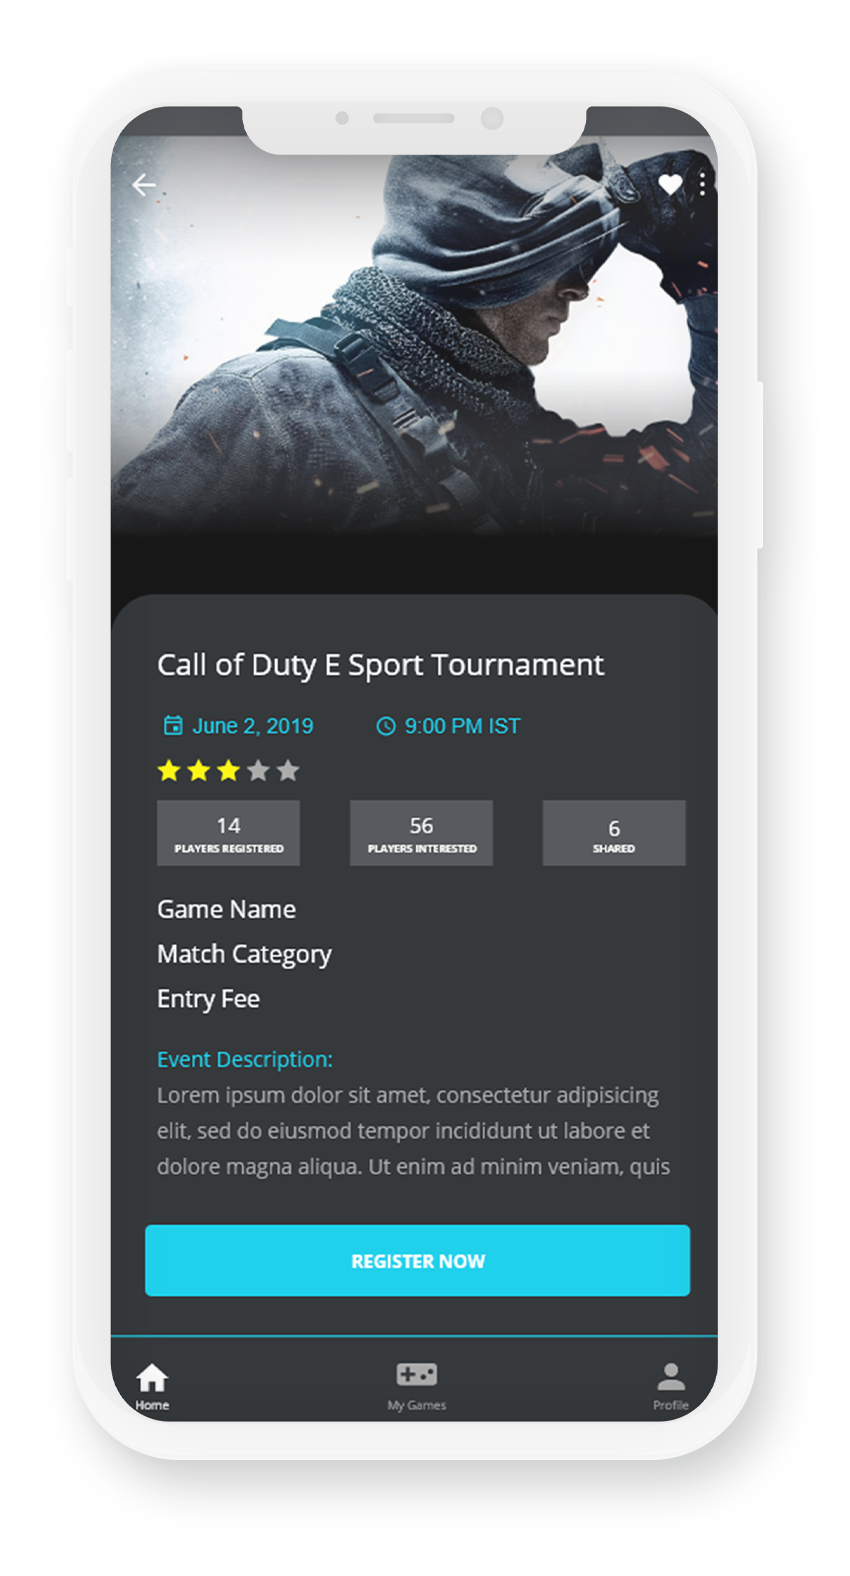 Call of Duty E Sport Tournament
June 2, 2019 9:00 PM IST
14 56 6
PLAYERS REGISTERED PLAYERS INTERESTED SHARED
Game Name
Match Category
Entry Fee
Event Description:
Lorem ipsum dolor sit amet, consectetur adipisicing
elit, sed do eiusmod tempor incididunt ut labore et
dolore magna aliqua. Ut enim ad minim veniam, quis
REGISTER NOW
Home My Games Profile